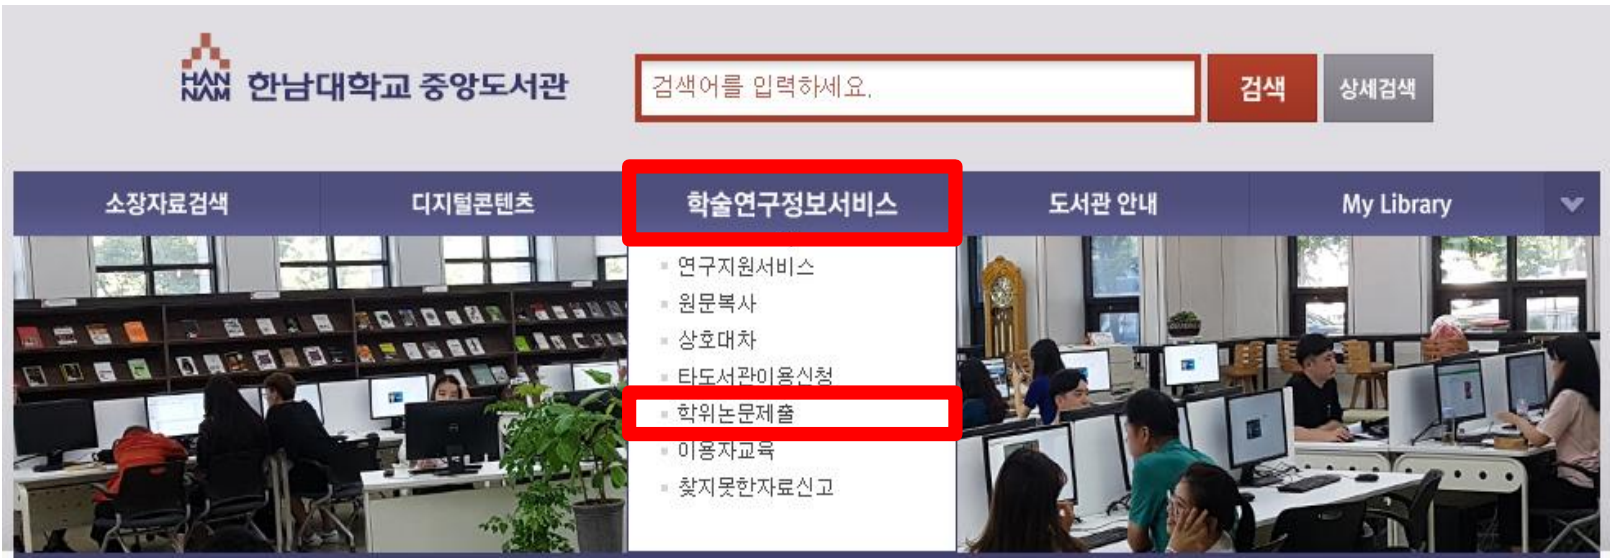 HAN
NAM
한남대학교 중앙도서관
검색어를 입력하세요.
검색
상세검색
소장자료검색
디지털콘텐츠
학술연구정보서비스
도서관 안내
My Library
연구지원서비스
원문복사
상호대차
타도서관이용신청
학위논문제출
이용자교육
찾지못한자료신고